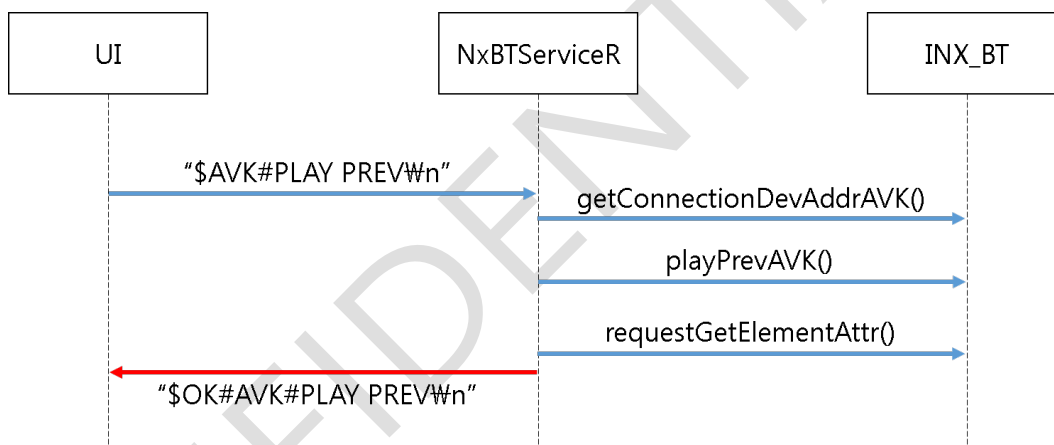 UI
NxBTServiceR
INX_BT
“$AVK#PLAY PREV₩n”
getConnectionDevAddrAVK()
playPrevAVK()
requestGetElementAttr()
“$OK#AVK#PLAY PREV₩n”